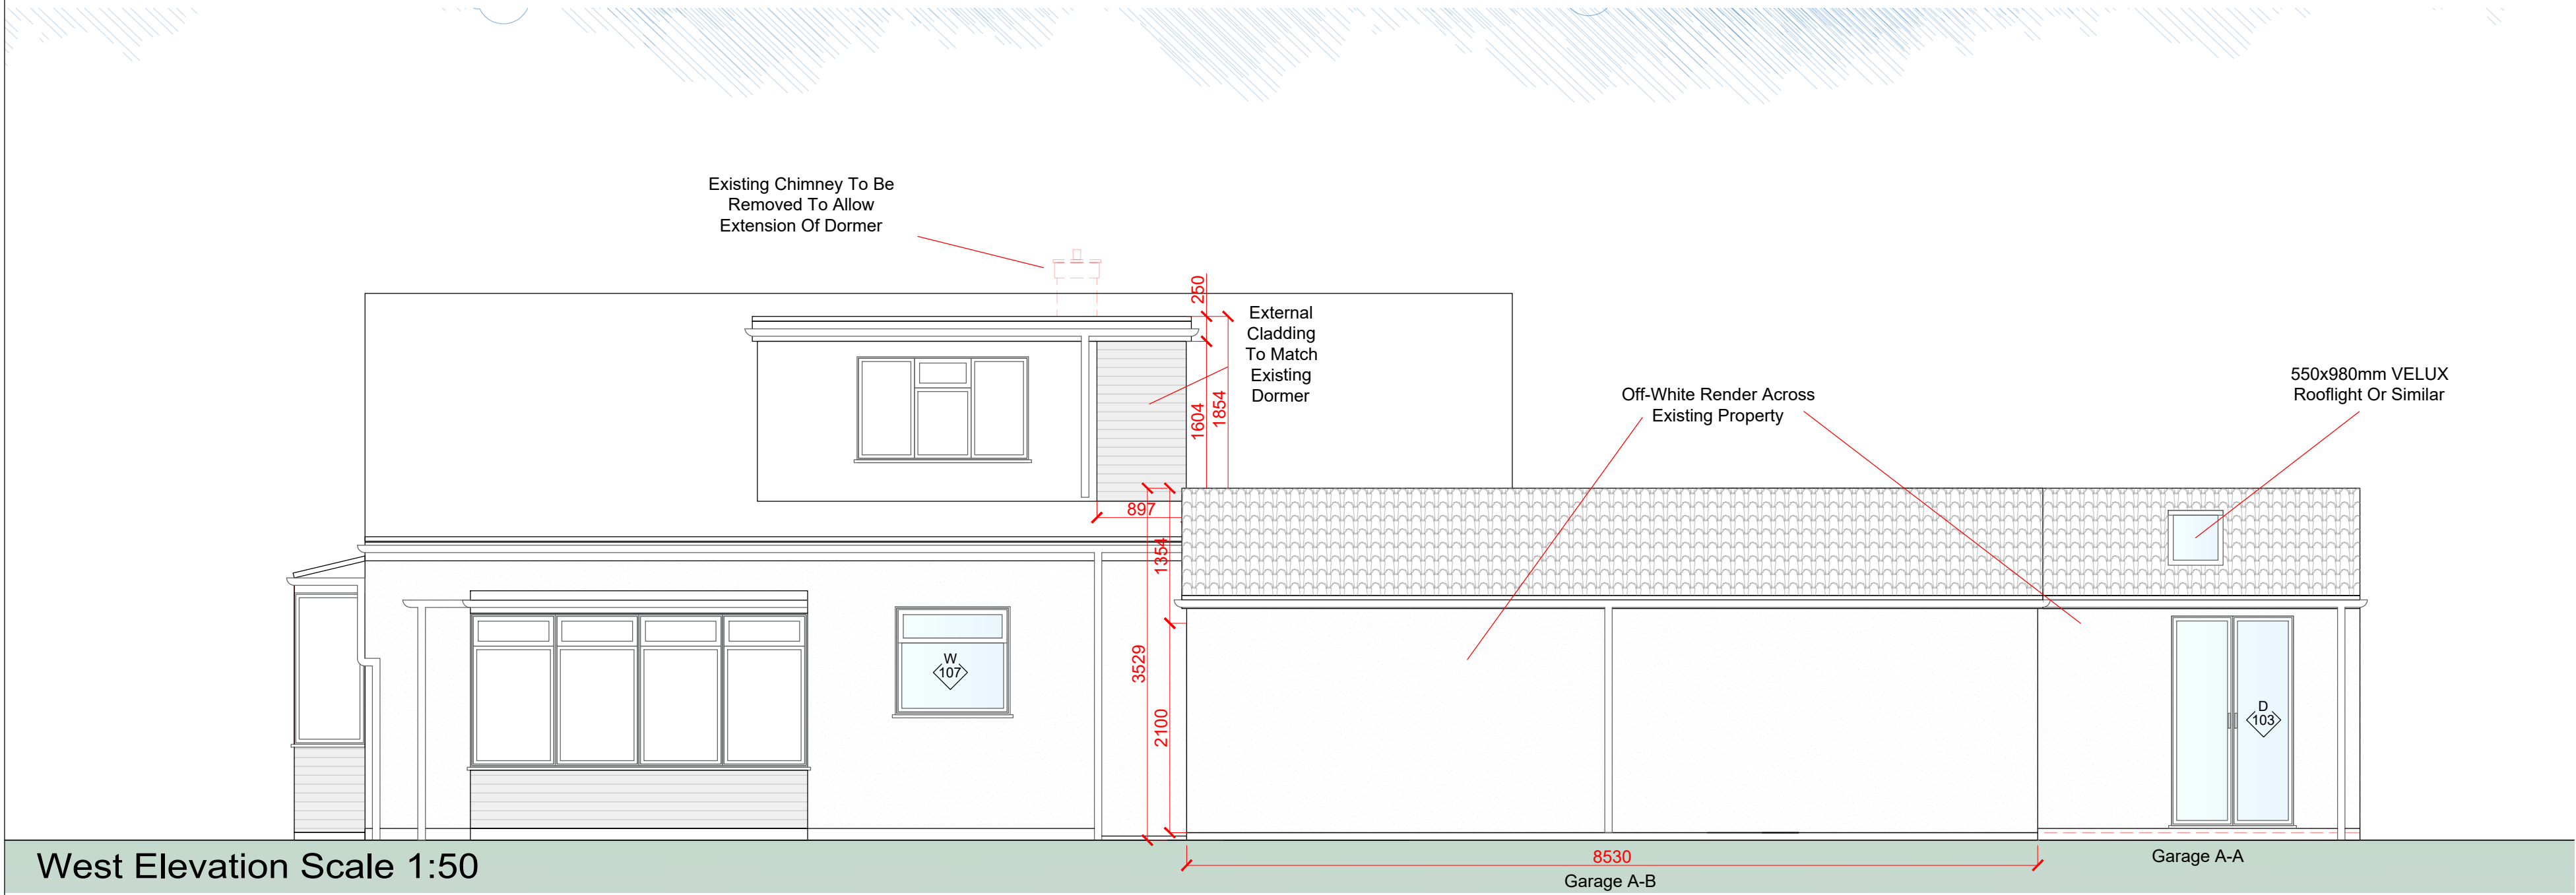 Existing Chimney To Be
Removed To Allow
Extension Of Dormer
250
External
Cladding
To Match
Existing
Dormer
1604
1854
Off-White Render Across
Existing Property
550x980mm VELUX
Rooflight Or Similar
897
1354
3529
2100
W
107
D
103
West Elevation Scale 1:50
8530
Garage A-B
Garage A-A